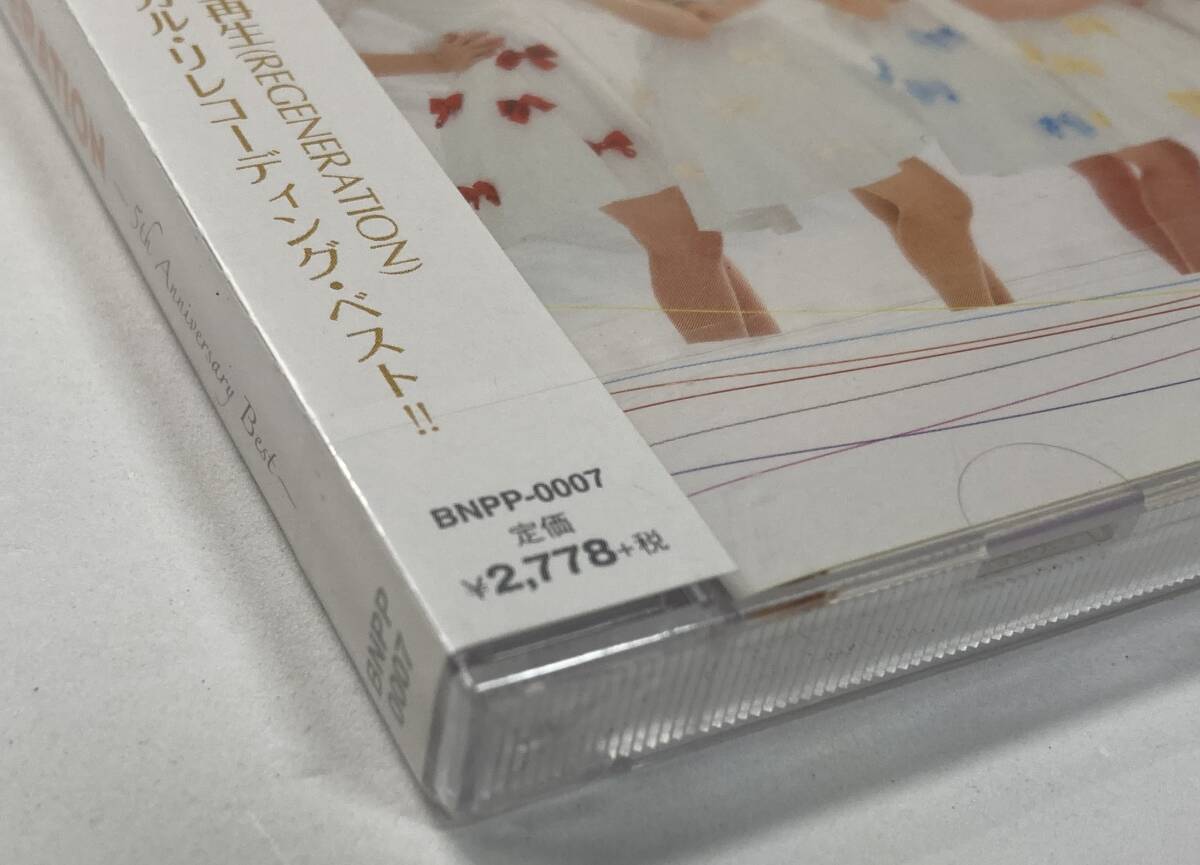 再生(REGENERATION)
カル・リレコーディング・ベスト!!
BNPP-0007
定価
¥2,778+税
RATION
—5th Anniversary Best—
BNPP
0007